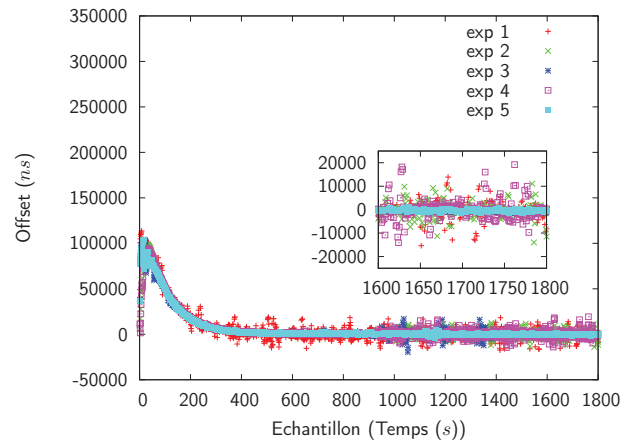 350000
300000
250000
200000
150000
100000
50000
0
-50000
Offset (ns)
exp 1
exp 2
exp 3
exp 4
exp 5
20000
10000
0
-10000
-20000
1600 1650 1700 1750 1800
0 200 400 600 800 1000 1200 1400 1600 1800
Echantillon (Temps (s))